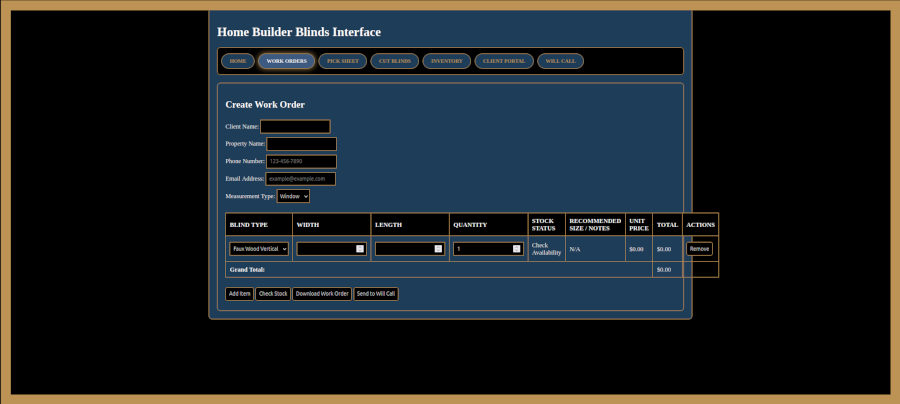 Home Builder Blinds Interface
HOME WORK ORDERS PICK SHEET CUT BLINDS INVENTORY CLIENT PORTAL WILL CALL
Create Work Order
Client Name:
Property Name:
Phone Number: 123-456-7890
Email Address: example@example.com
Measurement Type: Window
BLIND TYPE WIDTH LENGTH QUANTITY STOCK STATUS RECOMMENDED SIZE / NOTES UNIT PRICE TOTAL ACTIONS
Faux Wood Vertical 1 Check Availability N/A $0.00 $0.00 Remove
Grand Total: $0.00
Add Item Check Stock Download Work Order Send to Will Call